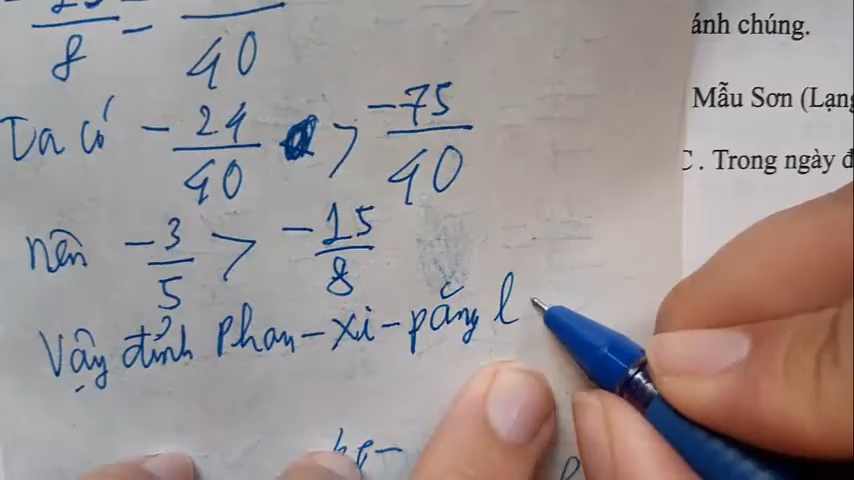 8 = 40
Ta có -24/40 > -75/40
nên -3/5 > -15/8
Vậy đỉnh Phan-xi-păng l
ánh chúng.
Mẫu Sơn (Lạng
C. Trong ngày đ